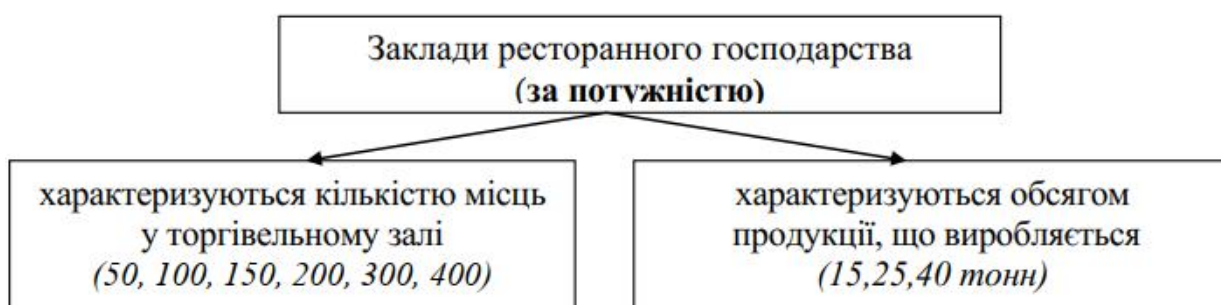 Заклади ресторанного господарства
(за потужністю)
характеризуються кількістю місць
у торгівельному залі
(50, 100, 150, 200, 300, 400)
характеризуються обсягом
продукції, що виробляється
(15,25,40 тонн)